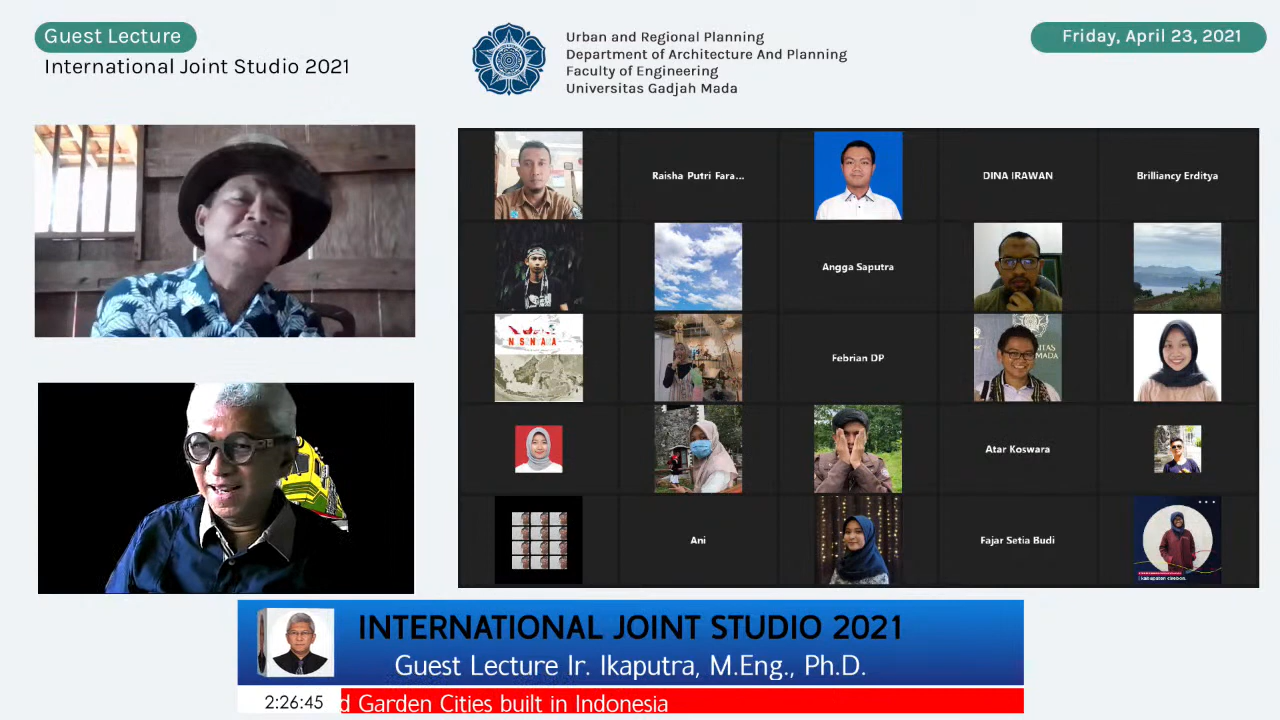 Guest Lecture
International Joint Studio 2021
Urban and Regional Planning
Department of Architecture And Planning
Faculty of Engineering
Universitas Gadjah Mada
Friday, April 23, 2021
Raisha Putri Fara...
DINA IRAWAN
Brilliancy Erditya
Angga Saputra
Febrian DP
Atar Koswara
Ani
Fajar Setia Budi
kabupaten cirebon.
INTERNATIONAL JOINT STUDIO 2021
Guest Lecture Ir. Ikaputra, M.Eng., Ph.D.
2:26:45
d Garden Cities built in Indonesia